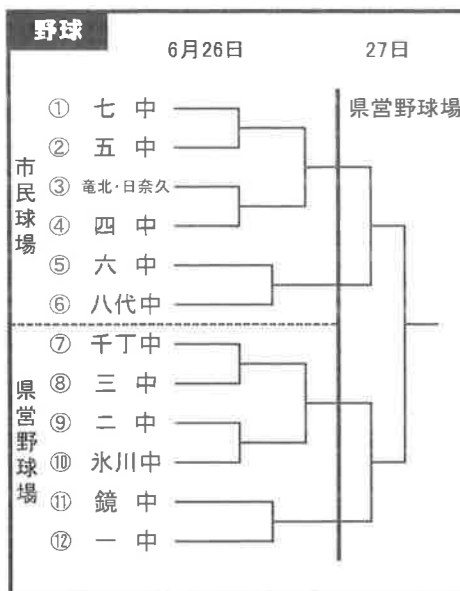 野球
6月26日 27日
県営野球場
市民球場
① 七中
② 五中
③ 竜北・日奈久
④ 四中
⑤ 六中
⑥ 八代中
県営野球場
⑦ 千丁中
⑧ 三中
⑨ 二中
⑩ 氷川中
⑪ 鏡中
⑫ 一中